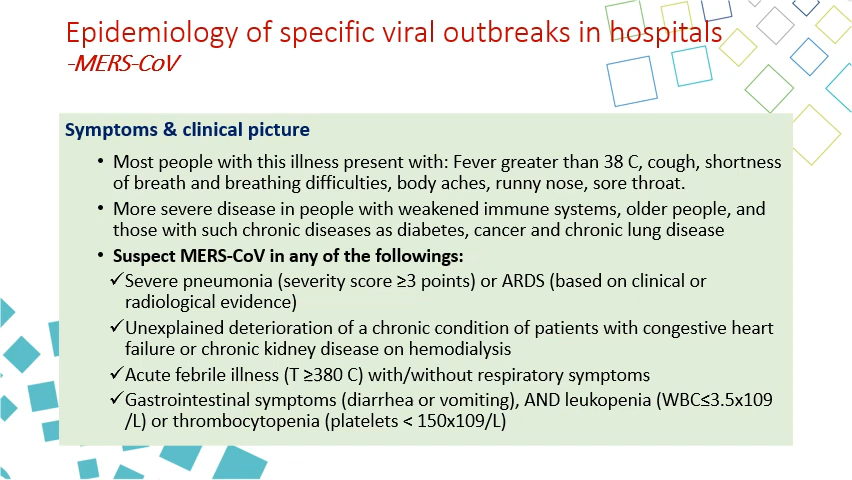 Epidemiology of specific viral outbreaks in hospitals
-MERS-CoV
Symptoms & clinical picture
• Most people with this illness present with: Fever greater than 38 C, cough, shortness
of breath and breathing difficulties, body aches, runny nose, sore throat.
• More severe disease in people with weakened immune systems, older people, and
those with such chronic diseases as diabetes, cancer and chronic lung disease
• Suspect MERS-CoV in any of the followings:
✓Severe pneumonia (severity score ≥3 points) or ARDS (based on clinical or
radiological evidence)
✓Unexplained deterioration of a chronic condition of patients with congestive heart
failure or chronic kidney disease on hemodialysis
✓Acute febrile illness (T ≥380 C) with/without respiratory symptoms
✓Gastrointestinal symptoms (diarrhea or vomiting), AND leukopenia (WBC≤3.5x109
/L) or thrombocytopenia (platelets < 150x109/L)